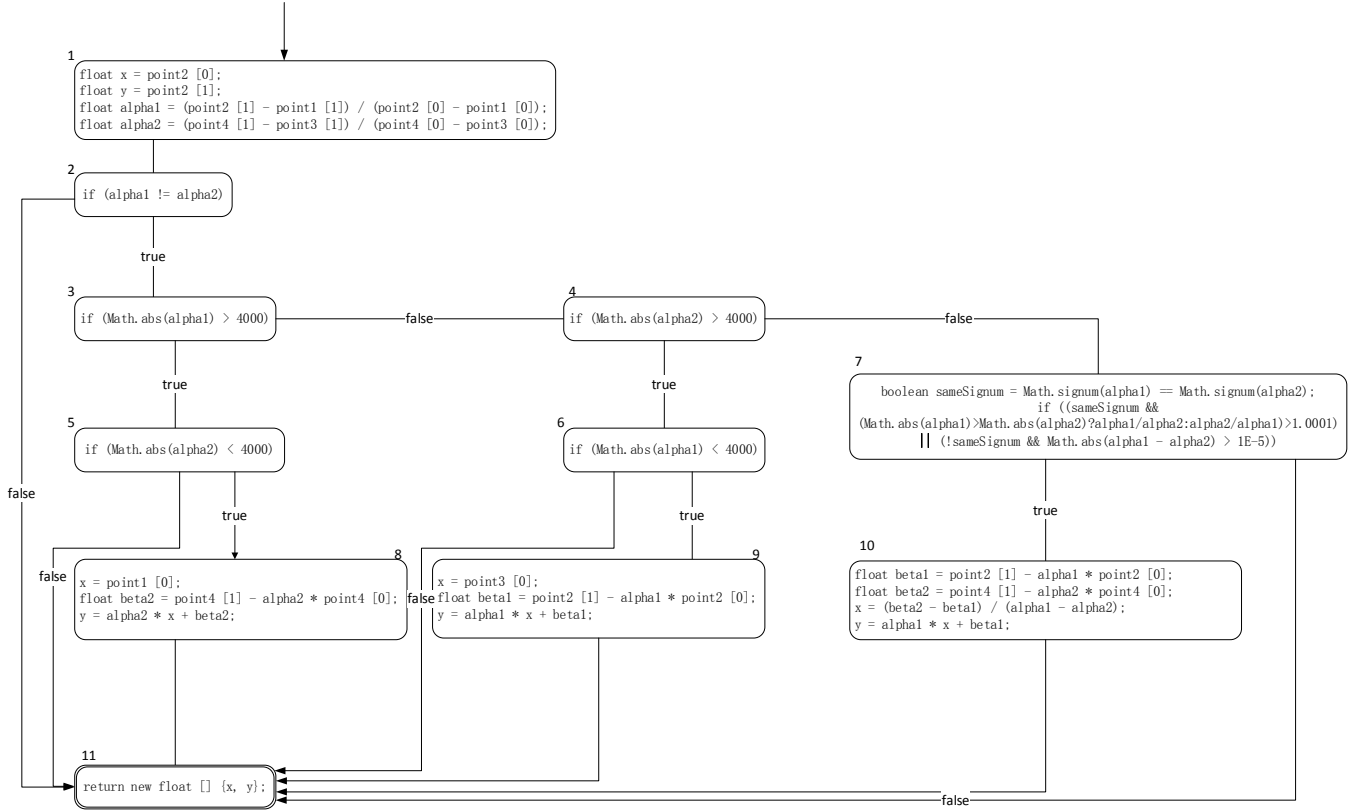 1
float x = point2 [0];
float y = point2 [1];
float alpha1 = (point2 [1] - point1 [1]) / (point2 [0] - point1 [0]);
float alpha2 = (point4 [1] - point3 [1]) / (point4 [0] - point3 [0]);
2
if (alpha1 != alpha2)
true
3
if (Math.abs(alpha1) > 4000)
false
4
if (Math.abs(alpha2) > 4000)
false
7
boolean sameSignum = Math.signum(alpha1) == Math.signum(alpha2);
if ((sameSignum &&
(Math.abs(alpha1)>Math.abs(alpha2)?alpha1/alpha2:alpha2/alpha1)>1.0001)
|| (!sameSignum && Math.abs(alpha1 - alpha2) > 1E-5))
true
true
5
if (Math.abs(alpha2) < 4000)
6
if (Math.abs(alpha1) < 4000)
false
true
true
true
8
x = point1 [0];
float beta2 = point4 [1] - alpha2 * point4 [0];
y = alpha2 * x + beta2;
false
9
x = point3 [0];
float beta1 = point2 [1] - alpha1 * point2 [0];
y = alpha1 * x + beta1;
false
10
float beta1 = point2 [1] - alpha1 * point2 [0];
float beta2 = point4 [1] - alpha2 * point4 [0];
x = (beta2 - beta1) / (alpha1 - alpha2);
y = alpha1 * x + beta1;
11
return new float [] {x, y};
false